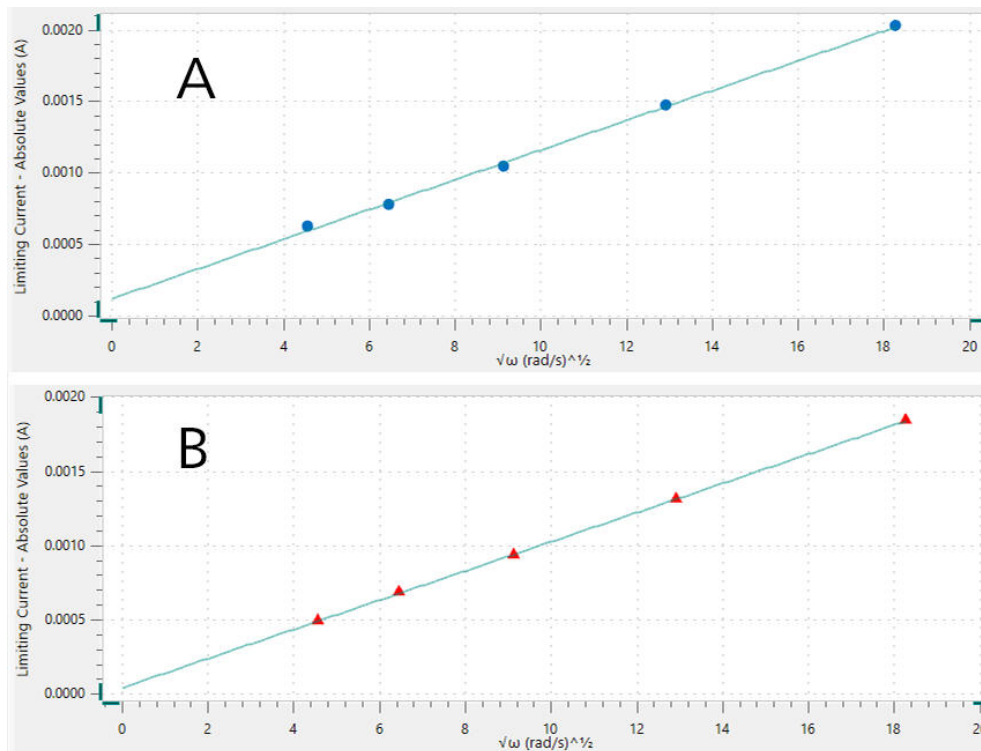 A
Limiting Current - Absolute Values (A)
0.0020
0.0015
0.0010
0.0005
0.0000
0 2 4 6 8 10 12 14 16 18 20
√ω (rad/s)^½
B
Limiting Current - Absolute Values (A)
0.0020
0.0015
0.0010
0.0005
0.0000
0 2 4 6 8 10 12 14 16 18 20
√ω (rad/s)^½